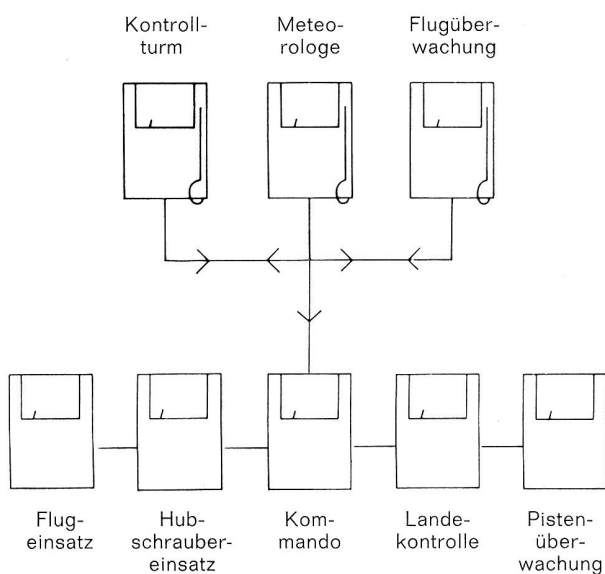 Kontroll-
turm
Meteo-
rologe
Flugüber-
wachung
Flug-
einsatz
Hub-
schrauber-
einsatz
Kom-
mando
Lande-
kontrolle
Pisten-
über-
wachung